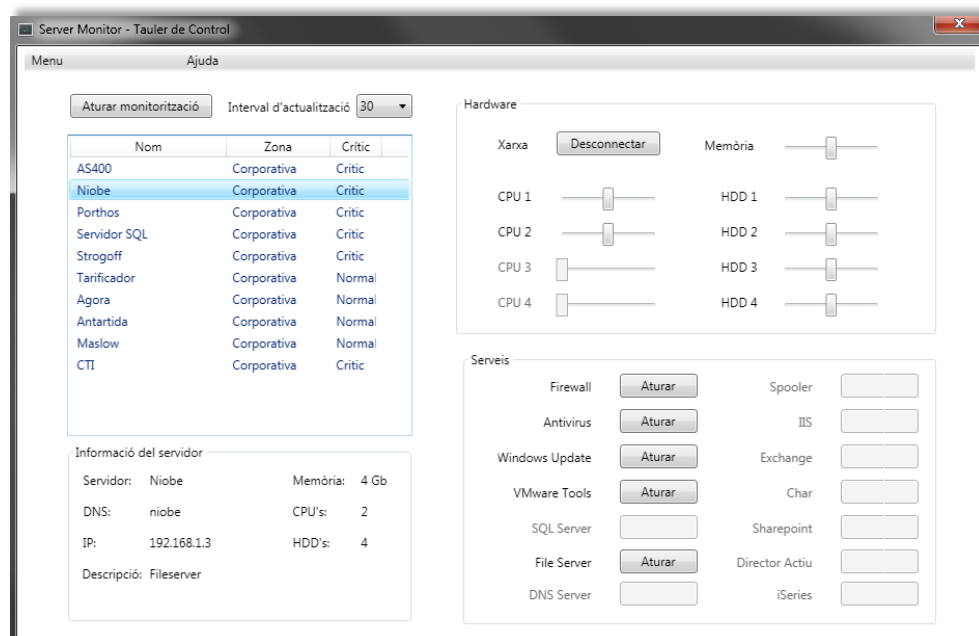 Server Monitor - Tauler de Control
Menu Ajuda
Aturar monitorització Interval d'actualització 30
Nom Zona Crític
AS400 Corporativa Critic
Niobe Corporativa Critic
Porthos Corporativa Critic
Servidor SQL Corporativa Critic
Strogoff Corporativa Critic
Tarificador Corporativa Normal
Agora Corporativa Normal
Antartida Corporativa Normal
Maslow Corporativa Normal
CTI Corporativa Critic
Informació del servidor
Servidor: Niobe Memòria: 4 Gb
DNS: niobe CPU's: 2
IP: 192.168.1.3 HDD's: 4
Descripció: Fileserver
Hardware
Xarxa Desconnectar Memòria
CPU 1 HDD 1
CPU 2 HDD 2
CPU 3 HDD 3
CPU 4 HDD 4
Serveis
Firewall Aturar Spooler
Antivirus Aturar IIS
Windows Update Aturar Exchange
VMware Tools Aturar Char
SQL Server Sharepoint
File Server Aturar Director Actiu
DNS Server iSeries